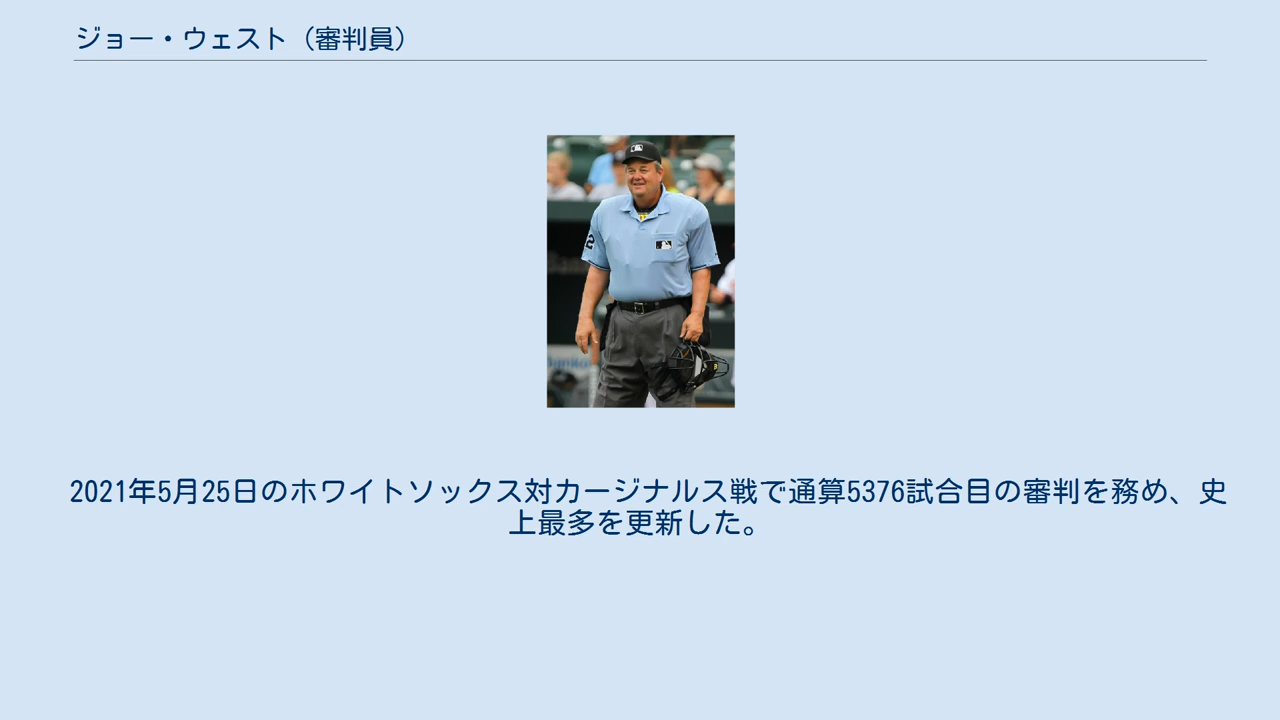 ジョー・ウェスト（審判員）
2021年5月25日のホワイトソックス対カージナルス戦で通算5376試合目の審判を務め、史
上最多を更新した。